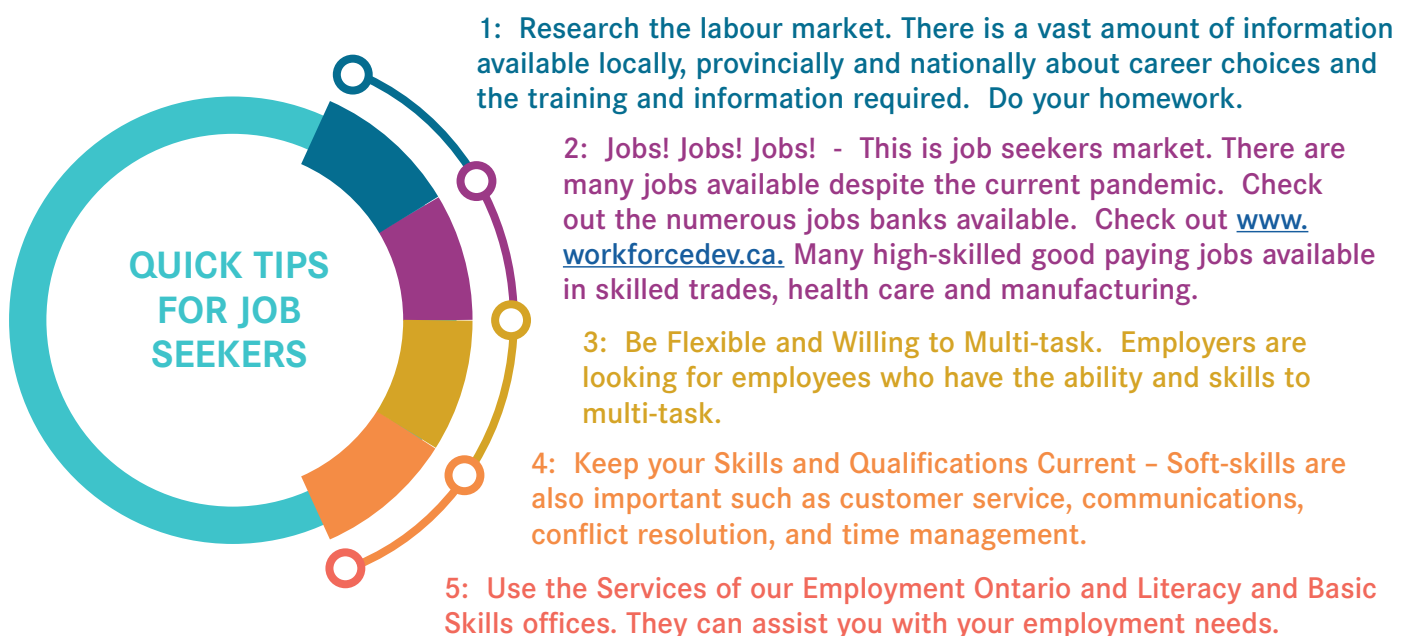 QUICK TIPS
FOR JOB
SEEKERS
1: Research the labour market. There is a vast amount of information
available locally, provincially and nationally about career choices and
the training and information required. Do your homework.
2: Jobs! Jobs! Jobs! - This is job seekers market. There are
many jobs available despite the current pandemic. Check
out the numerous jobs banks available. Check out www.
workforcedev.ca. Many high-skilled good paying jobs available
in skilled trades, health care and manufacturing.
3: Be Flexible and Willing to Multi-task. Employers are
looking for employees who have the ability and skills to
multi-task.
4: Keep your Skills and Qualifications Current – Soft-skills are
also important such as customer service, communications,
conflict resolution, and time management.
5: Use the Services of our Employment Ontario and Literacy and Basic
Skills offices. They can assist you with your employment needs.